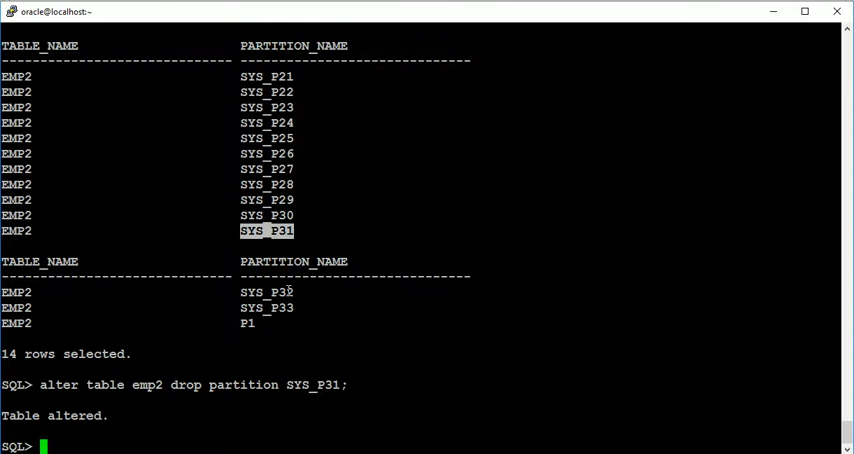 oracle@localhost:~
TABLE_NAME PARTITION_NAME
------------------------------ ------------------------------
EMP2 SYS_P21
EMP2 SYS_P22
EMP2 SYS_P23
EMP2 SYS_P24
EMP2 SYS_P25
EMP2 SYS_P26
EMP2 SYS_P27
EMP2 SYS_P28
EMP2 SYS_P29
EMP2 SYS_P30
EMP2 SYS_P31
TABLE_NAME PARTITION_NAME
------------------------------ ------------------------------
EMP2 SYS_P32
EMP2 SYS_P33
EMP2 P1
14 rows selected.
SQL> alter table emp2 drop partition SYS_P31;
Table altered.
SQL>